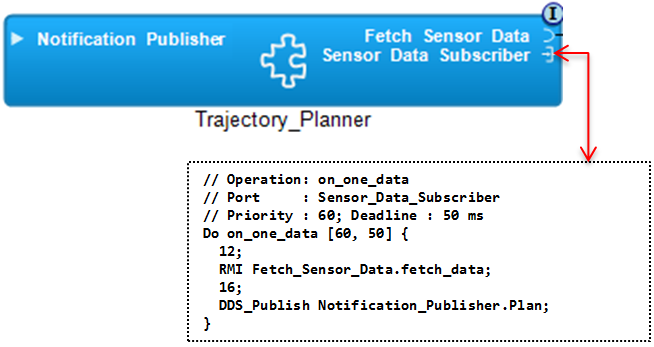 I
Notification Publisher
Fetch Sensor Data
Sensor Data Subscriber
Trajectory_Planner
// Operation: on_one_data
// Port     : Sensor_Data_Subscriber
// Priority : 60; Deadline : 50 ms
Do on_one_data [60, 50] {
  12;
  RMI Fetch_Sensor_Data.fetch_data;
  16;
  DDS_Publish Notification_Publisher.Plan;
}